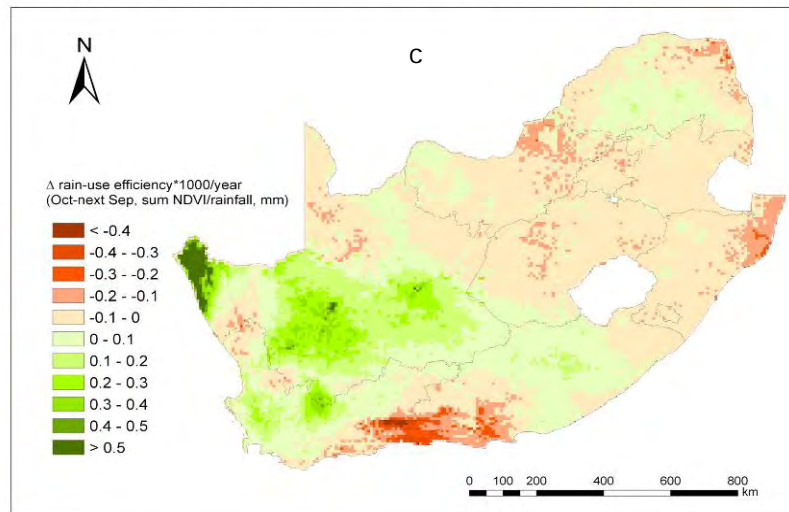 C
N
Δ rain-use efficiency*1000/year
(Oct-next Sep, sum NDVI/rainfall, mm)
< -0.4
-0.4 - -0.3
-0.3 - -0.2
-0.2 - -0.1
-0.1 - 0
0 - 0.1
0.1 - 0.2
0.2 - 0.3
0.3 - 0.4
0.4 - 0.5
> 0.5
0 100 200 400 600 800
km